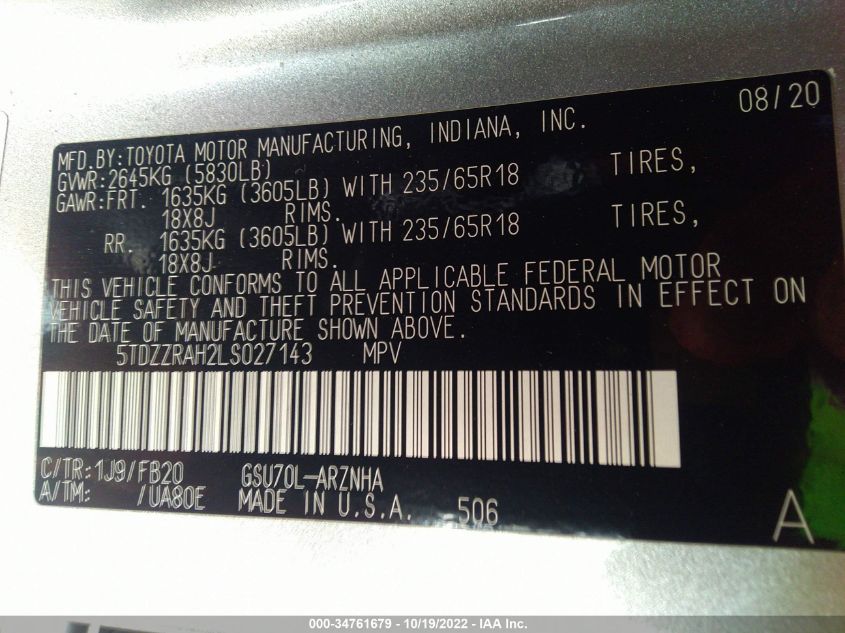 08/20
MFD.BY:TOYOTA MOTOR MANUFACTURING, INDIANA, INC.
GVWR:2645KG (5830LB)
GAWR:FRT. 1635KG (3605LB) WITH 235/65R18 TIRES,
18X8J RIMS.
RR. 1635KG (3605LB) WITH 235/65R18 TIRES,
18X8J RIMS.
THIS VEHICLE CONFORMS TO ALL APPLICABLE FEDERAL MOTOR
VEHICLE SAFETY AND THEFT PREVENTION STANDARDS IN EFFECT ON
THE DATE OF MANUFACTURE SHOWN ABOVE.
5TDZZRAH2LS027143 MPV
C/TR:1J9/FB20 GSU70L-ARZNHA
A/TM: /UA80E MADE IN U.S.A. 506
A
000-34761679 - 10/19/2022 - IAA Inc.